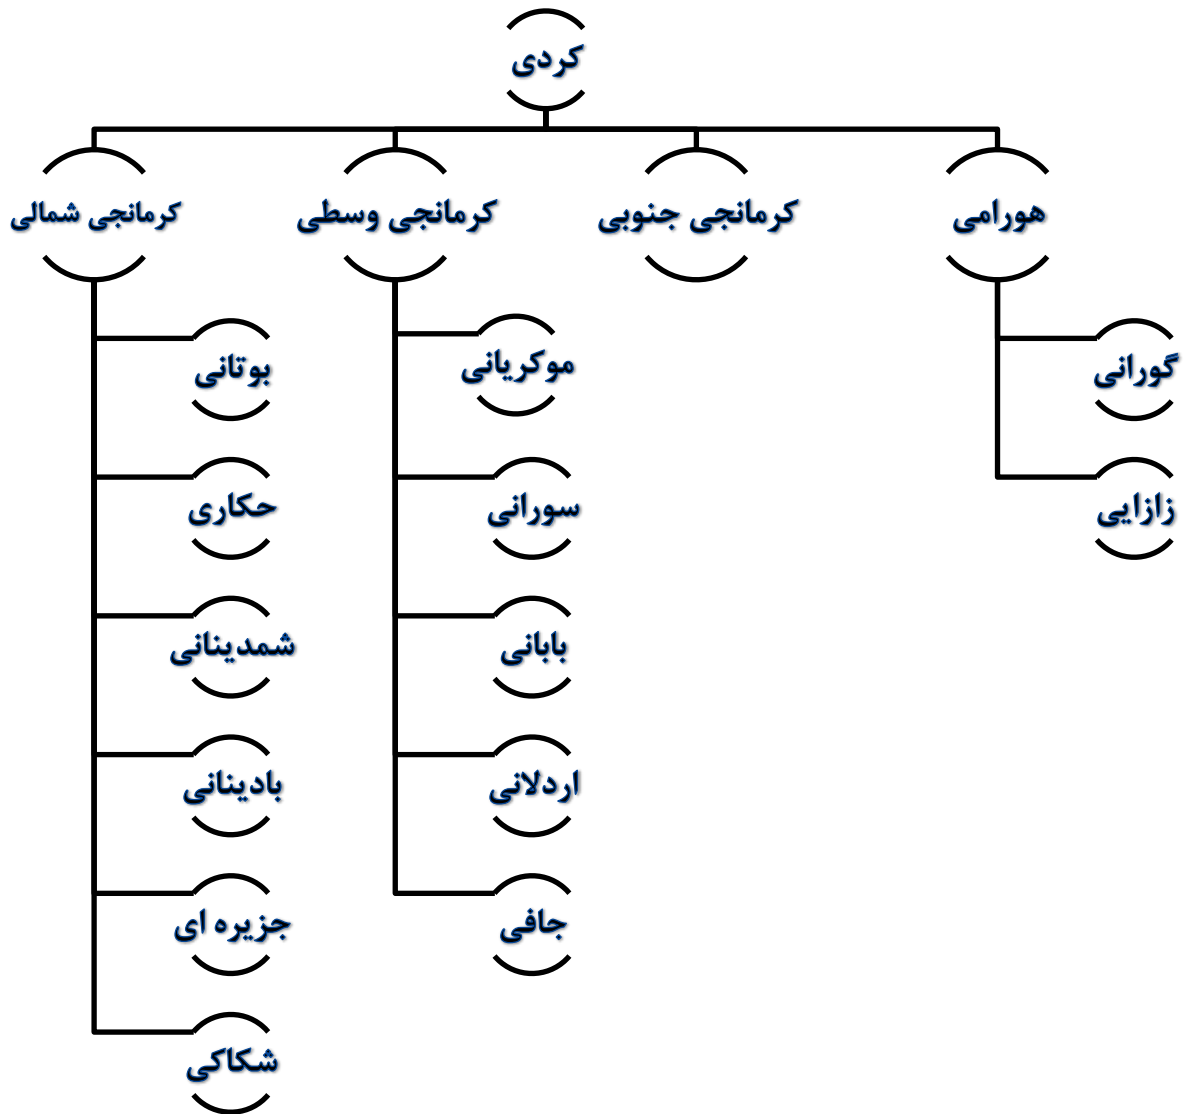 کردی
هورامی
کرمانجی جنوبی
کرمانجی وسطی
کرمانجی شمالی
گورانی
زازایی
موکریانی
سورانی
بابانی
اردلانی
جافی
بوتانی
حکاری
شمدینانی
بادینانی
جزیره ای
شکاکی